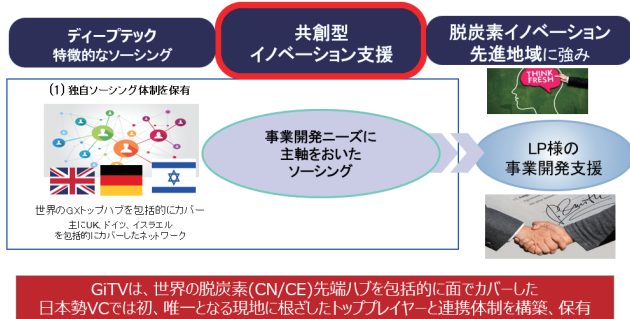 ディープテック
特徴的なソーシング
共創型
イノベーション支援
脱炭素イノベーション
先進地域に強み
(1) 独自ソーシング体制を保有
THINK
FRESH
事業開発ニーズに
主軸をおいた
ソーシング
LP様の
事業開発支援
世界のGXトップハブを包括的にカバー
主にUK、ドイツ、イスラエル
を包括的にカバーしたネットワーク
GiTVは、世界の脱炭素(CN/CE)先端ハブを包括的に面でカバーした
日本勢VCでは初、唯一となる現地に根ざしたトッププレイヤーと連携体制を構築、保有